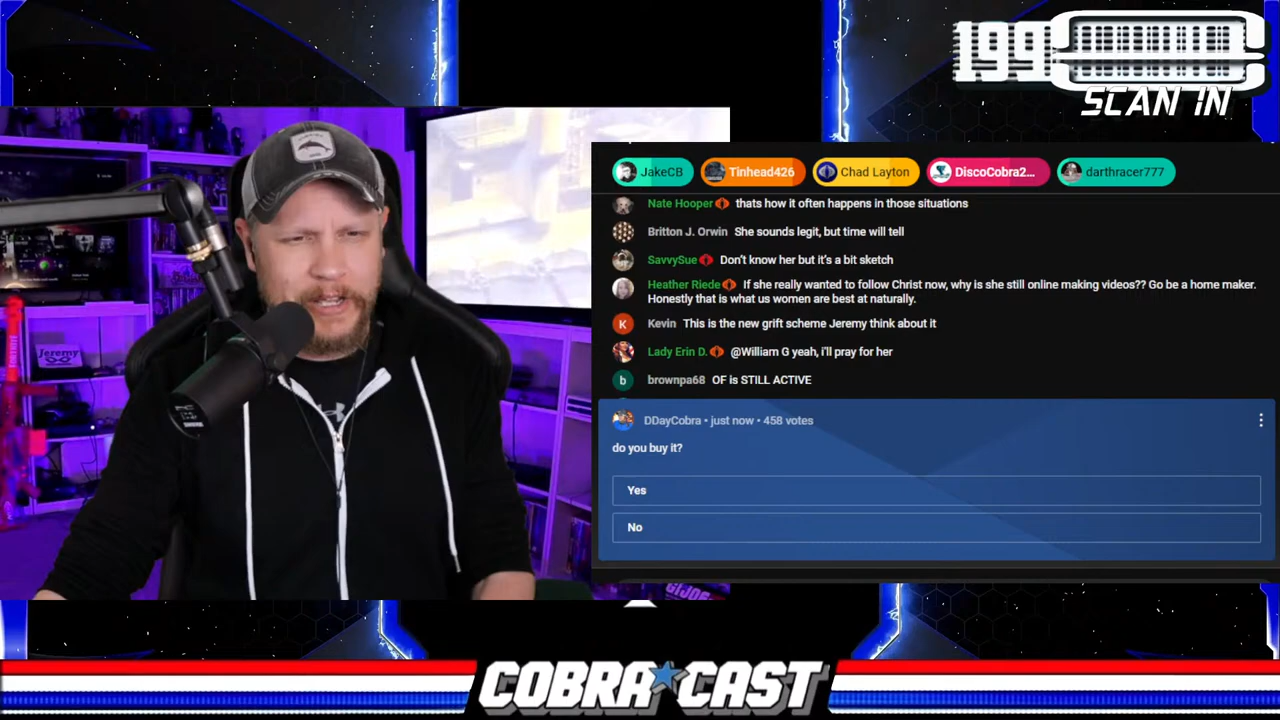 199
SCAN IN
JakeCB
Tinhead426
Chad Layton
DiscoCobra2...
darthracer777
Nate Hooper thats how it often happens in those situations
Britton J. Orwin She sounds legit, but time will tell
SavvySue Don't know her but it's a bit sketch
Heather Riede If she really wanted to follow Christ now, why is she still online making videos?? Go be a home maker.
Honestly that is what us women are best at naturally.
K Kevin This is the new grift scheme Jeremy think about it
Lady Erin D. @William G yeah, i'll pray for her
b brownpa68 OF is STILL ACTIVE
DDayCobra • just now • 458 votes
do you buy it?
Yes
No
Jeremy
SHURE
COBRA CAST